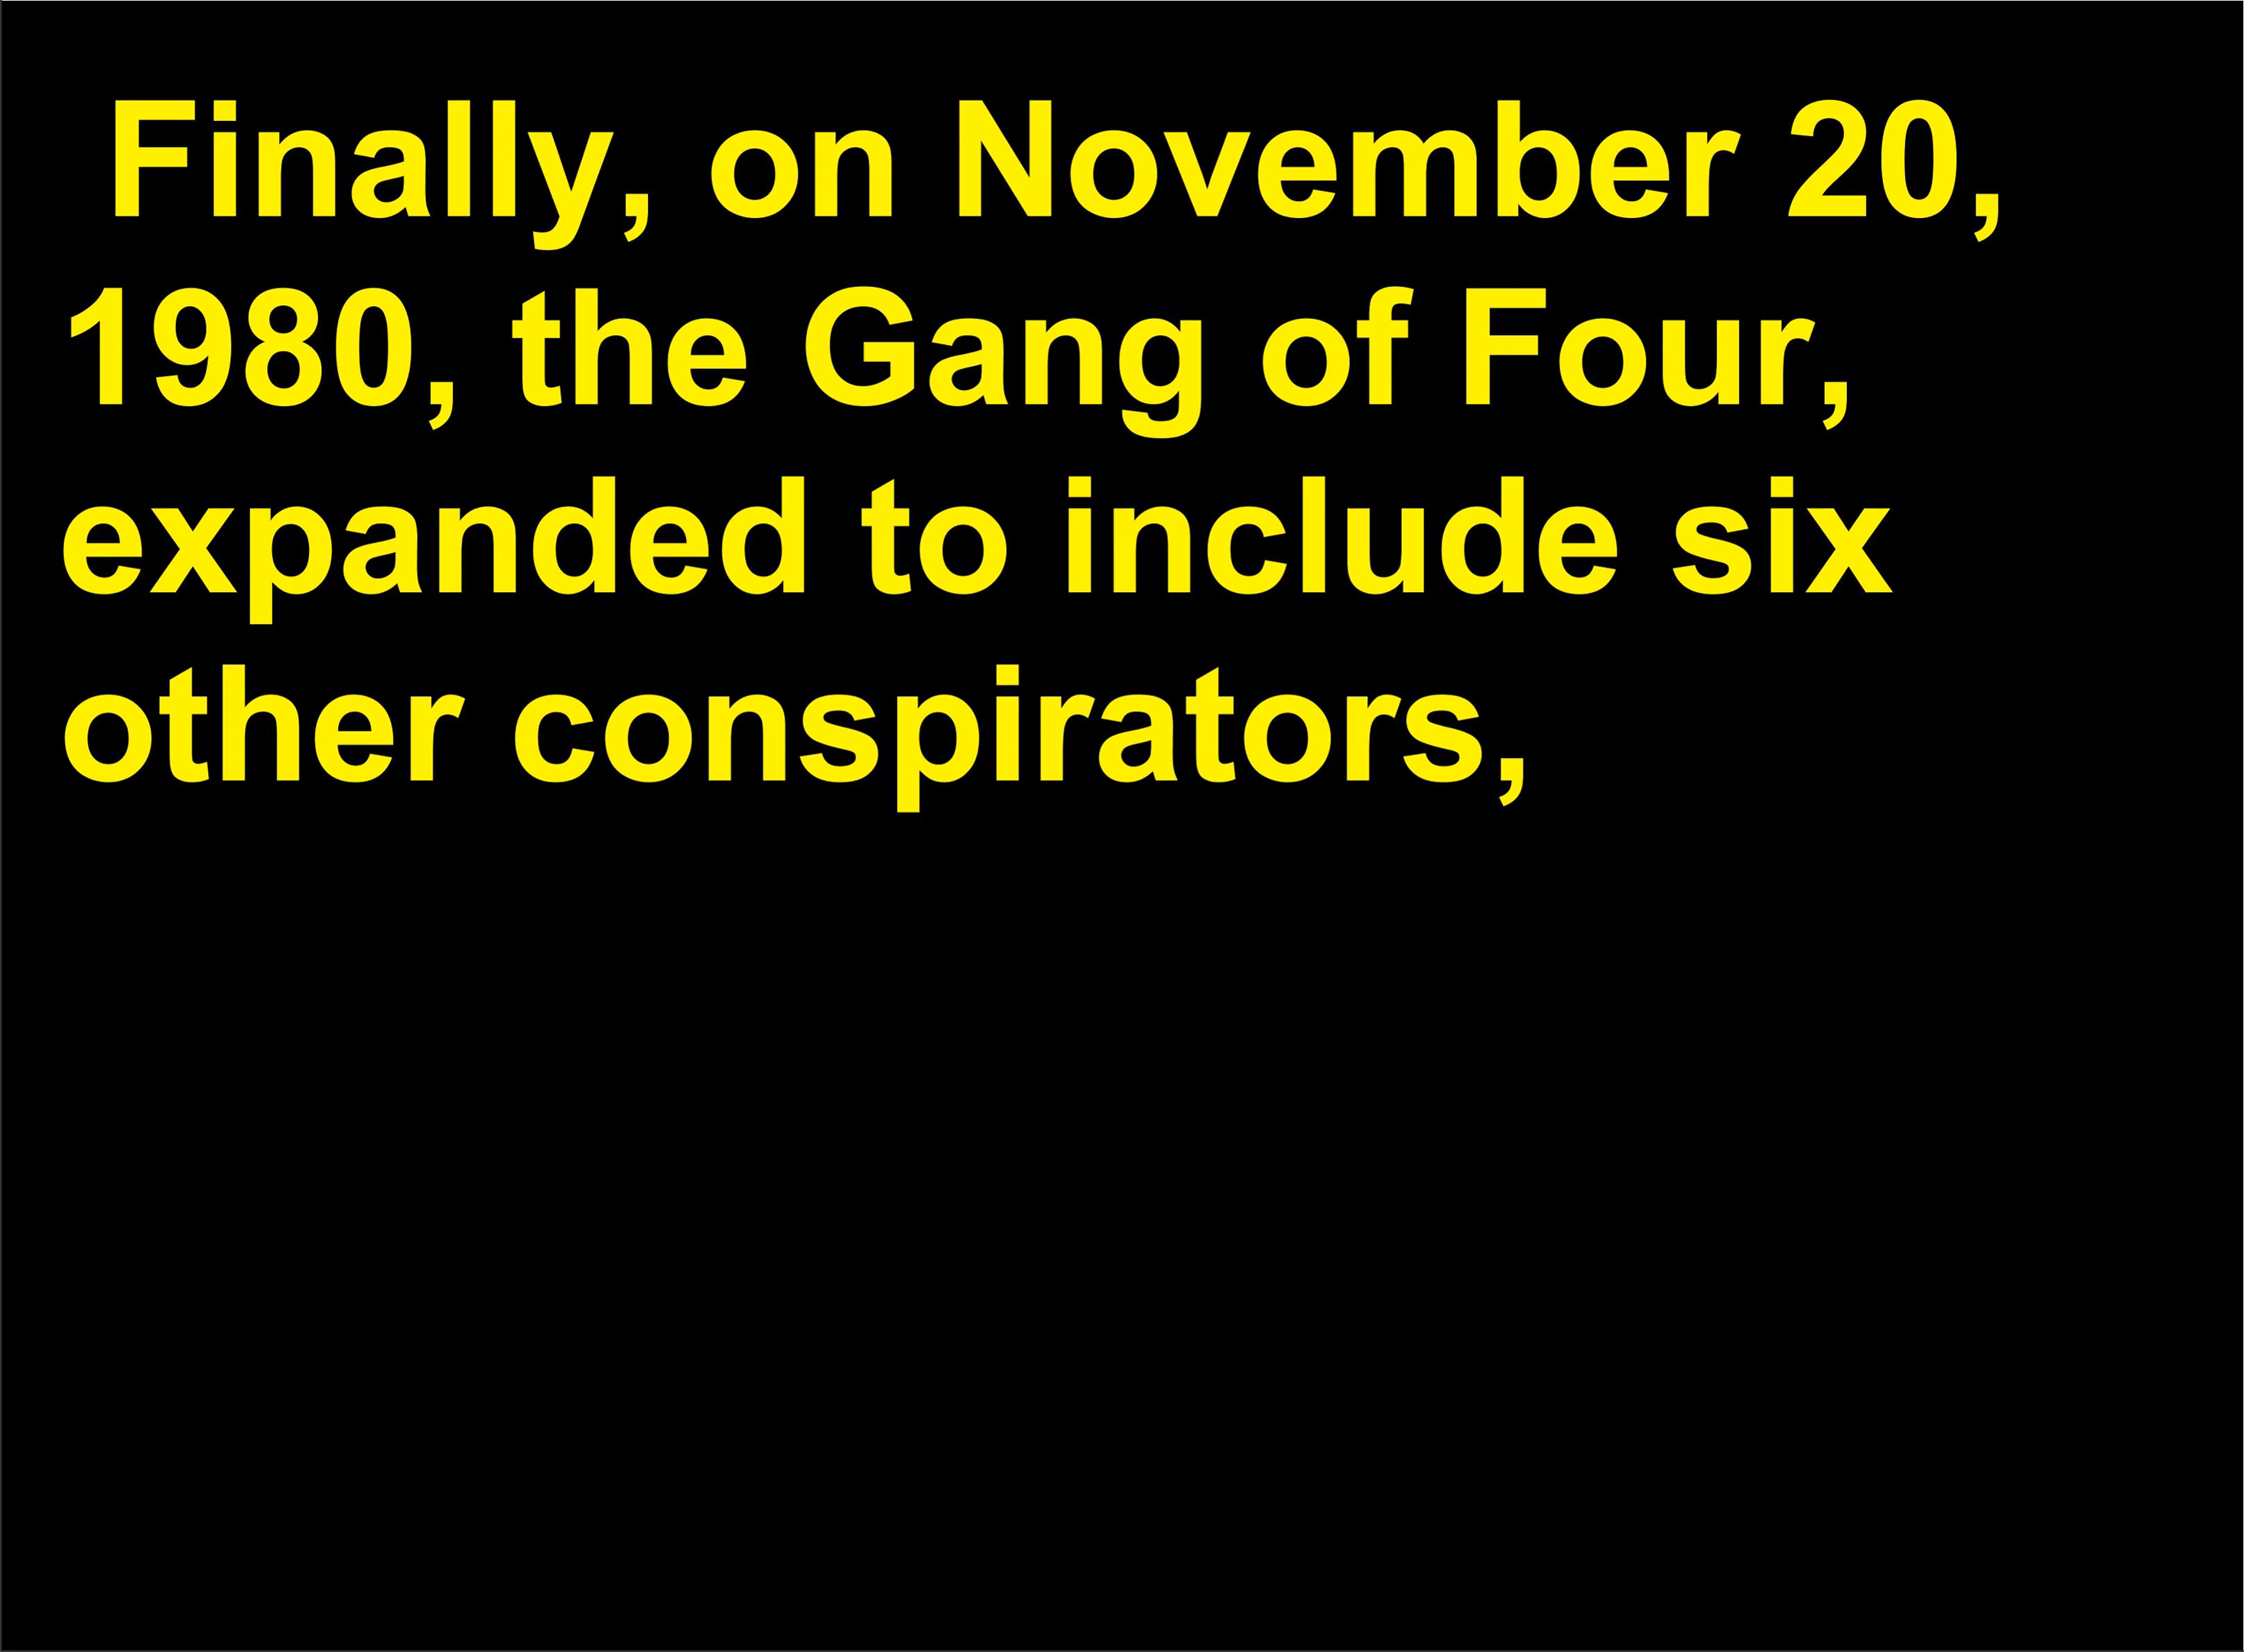 Finally, on November 20,
1980, the Gang of Four,
expanded to include six
other conspirators,